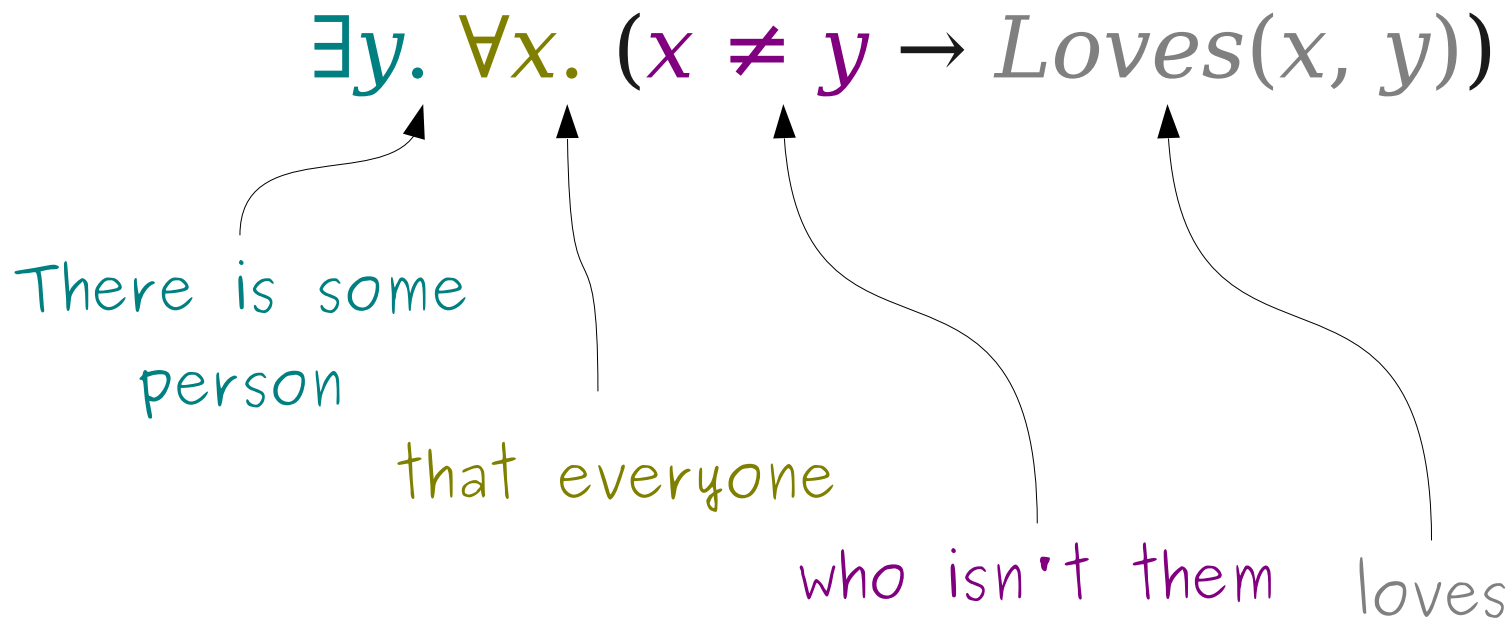 ∃y. ∀x. (x ≠ y → Loves(x, y))
There is some
person
that everyone
who isn't them
loves